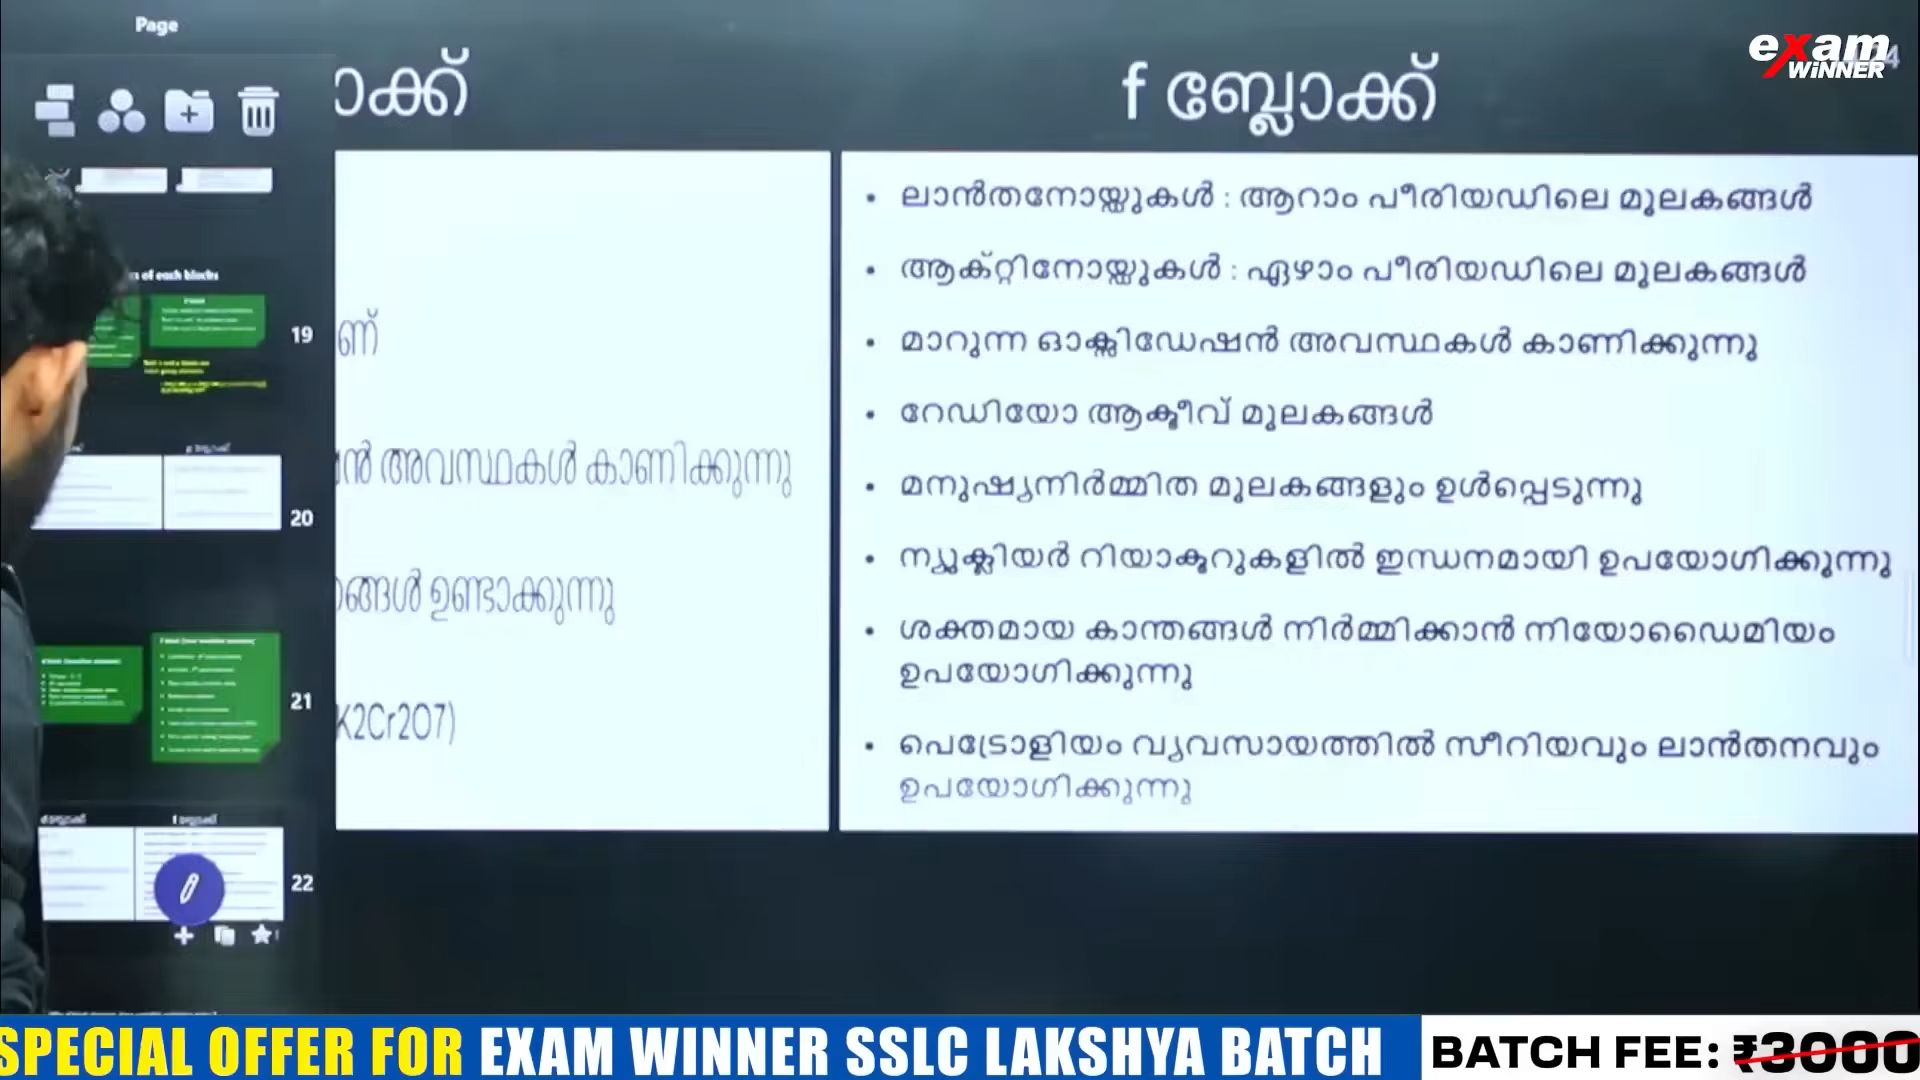 Page
exam
WiNNER
ാക്ക്
f ബ്ലോക്ക്
• ലാൻതനോയ്ഡുകൾ : ആറാം പീരിയഡിലെ മൂലകങ്ങൾ
• ആക്റ്റിനോയ്ഡുകൾ : ഏഴാം പീരിയഡിലെ മൂലകങ്ങൾ
ണ്
• മാറുന്ന ഓക്സിഡേഷൻ അവസ്ഥകൾ കാണിക്കുന്നു
• റേഡിയോ ആക്ടീവ് മൂലകങ്ങൾ
ൻ അവസ്ഥകൾ കാണിക്കുന്നു
• മനുഷ്യനിർമ്മിത മൂലകങ്ങളും ഉൾപ്പെടുന്നു
• ന്യൂക്ലിയർ റിയാക്ടറുകളിൽ ഇന്ധനമായി ഉപയോഗിക്കുന്നു
ങ്ങൾ ഉണ്ടാക്കുന്നു
• ശക്തമായ കാന്തങ്ങൾ നിർമ്മിക്കാൻ നിയോഡൈമിയം
ഉപയോഗിക്കുന്നു
K2Cr2O7)
• പെട്രോളിയം വ്യവസായത്തിൽ സീറിയവും ലാൻതനവും
ഉപയോഗിക്കുന്നു
of each blocks
19
20
21
d ബ്ലോക്ക്
f ബ്ലോക്ക്
22
SPECIAL OFFER FOR EXAM WINNER SSLC LAKSHYA BATCH
BATCH FEE: ₹3000